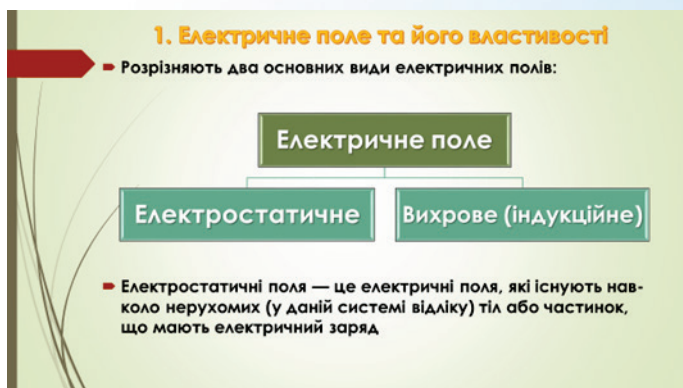 1. Електричне поле та його властивості
Розрізняють два основних види електричних полів:
Електричне поле
Електростатичне
Вихрове (індукційне)
Електростатичні поля — це електричні поля, які існують нав-
коло нерухомих (у даній системі відліку) тіл або частинок,
що мають електричний заряд